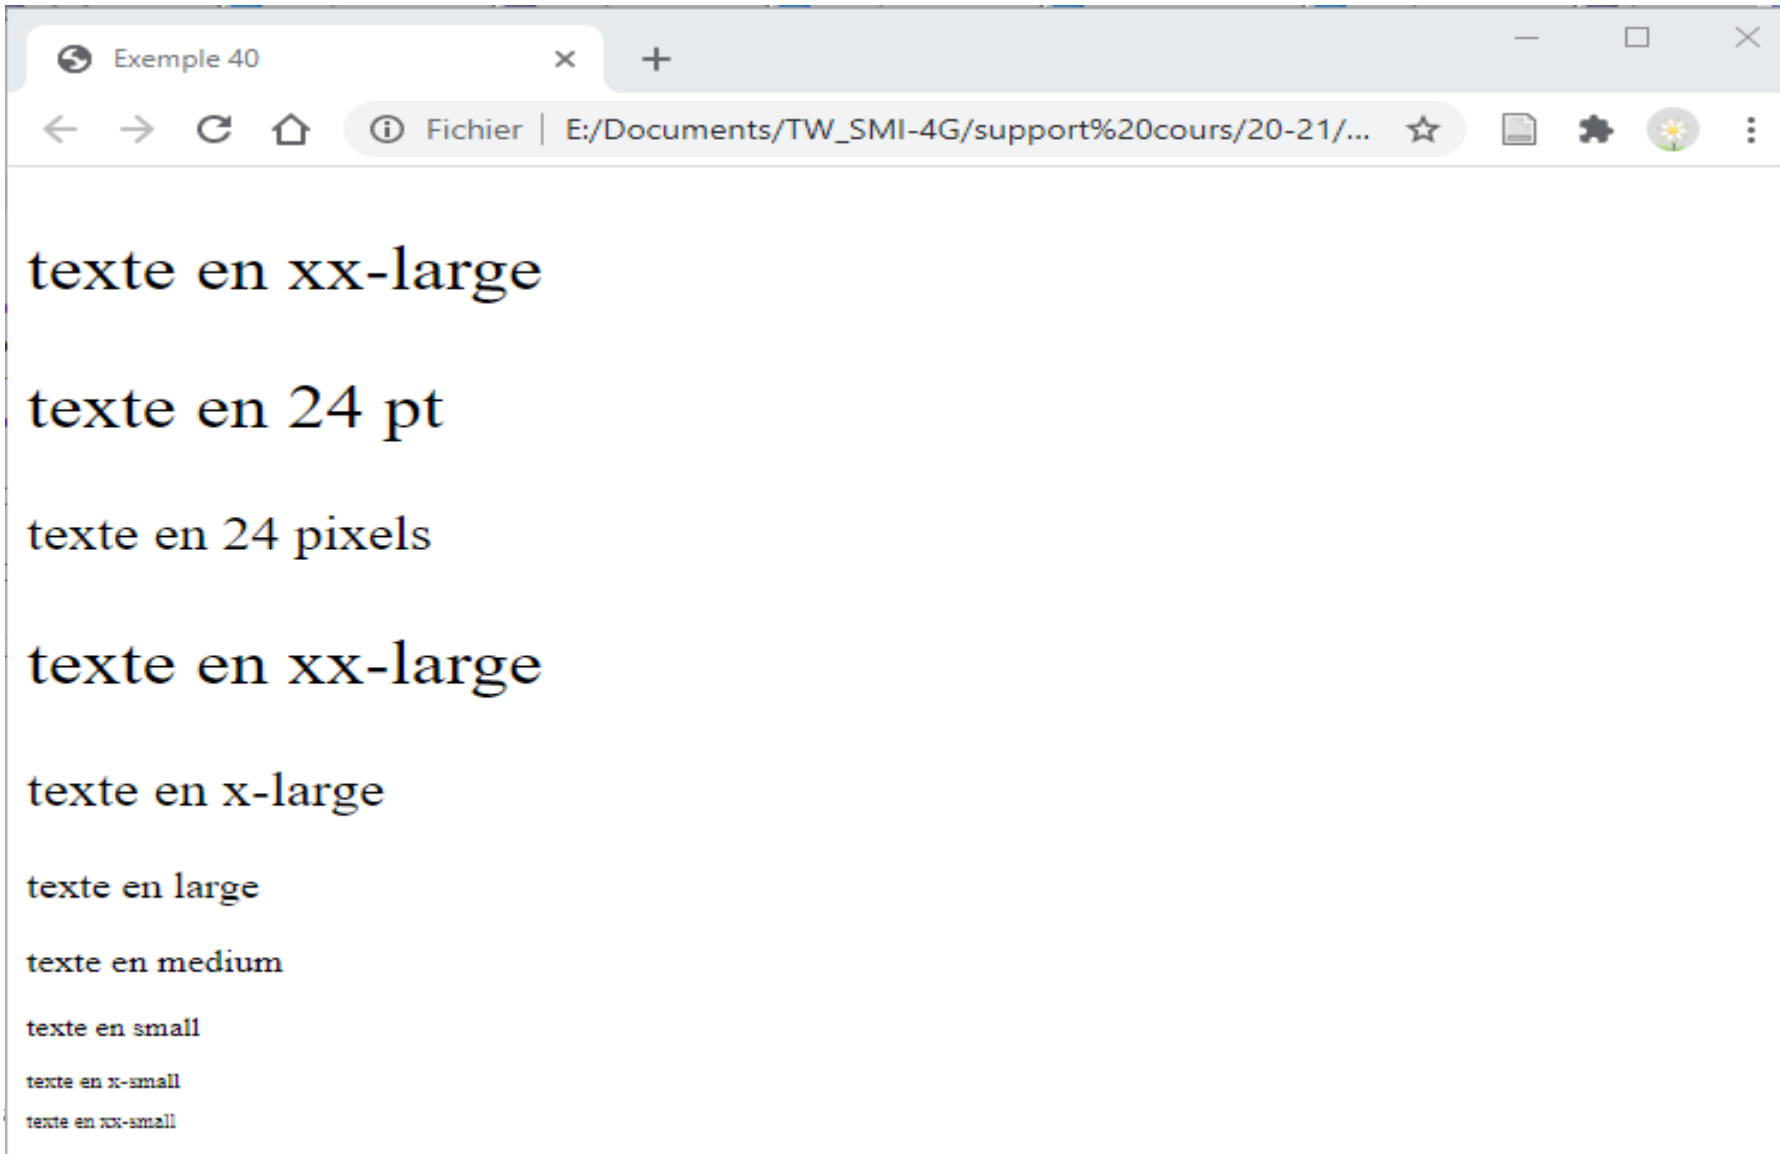 Exemple 40
Fichier | E:/Documents/TW_SMI-4G/support%20cours/20-21/...
texte en xx-large
texte en 24 pt
texte en 24 pixels
texte en xx-large
texte en x-large
texte en large
texte en medium
texte en small
texte en x-small
texte en xx-small